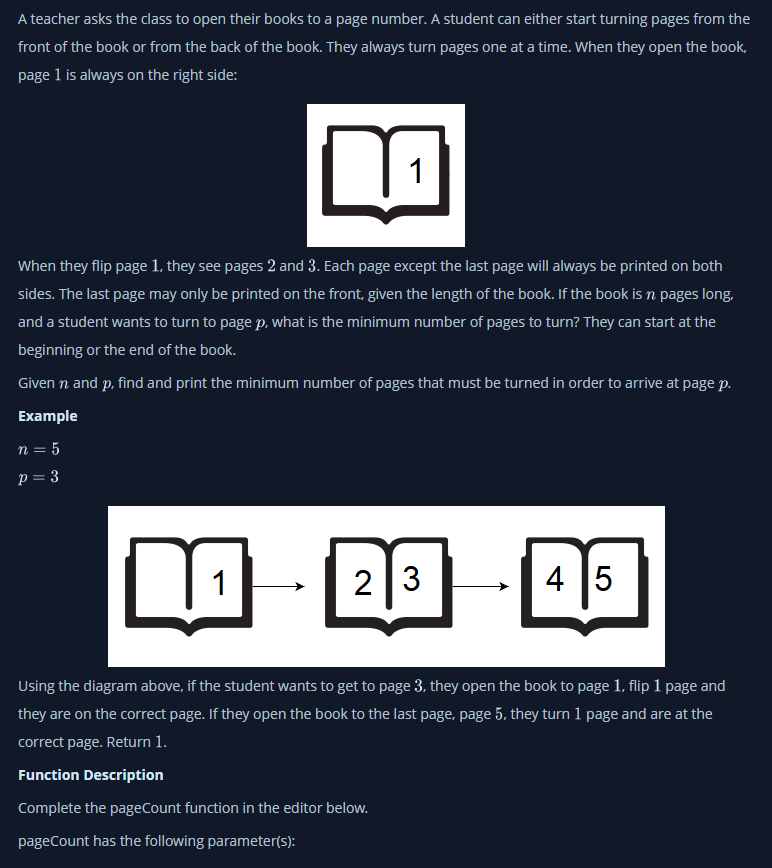 A teacher asks the class to open their books to a page number. A student can either start turning pages from the
front of the book or from the back of the book. They always turn pages one at a time. When they open the book,
page 1 is always on the right side:
1
When they flip page 1, they see pages 2 and 3. Each page except the last page will always be printed on both
sides. The last page may only be printed on the front, given the length of the book. If the book is n pages long,
and a student wants to turn to page p, what is the minimum number of pages to turn? They can start at the
beginning or the end of the book.
Given n and p, find and print the minimum number of pages that must be turned in order to arrive at page p.
Example
n = 5
p = 3
1 2 3 4 5
Using the diagram above, if the student wants to get to page 3, they open the book to page 1, flip 1 page and
they are on the correct page. If they open the book to the last page, page 5, they turn 1 page and are at the
correct page. Return 1.
Function Description
Complete the pageCount function in the editor below.
pageCount has the following parameter(s):